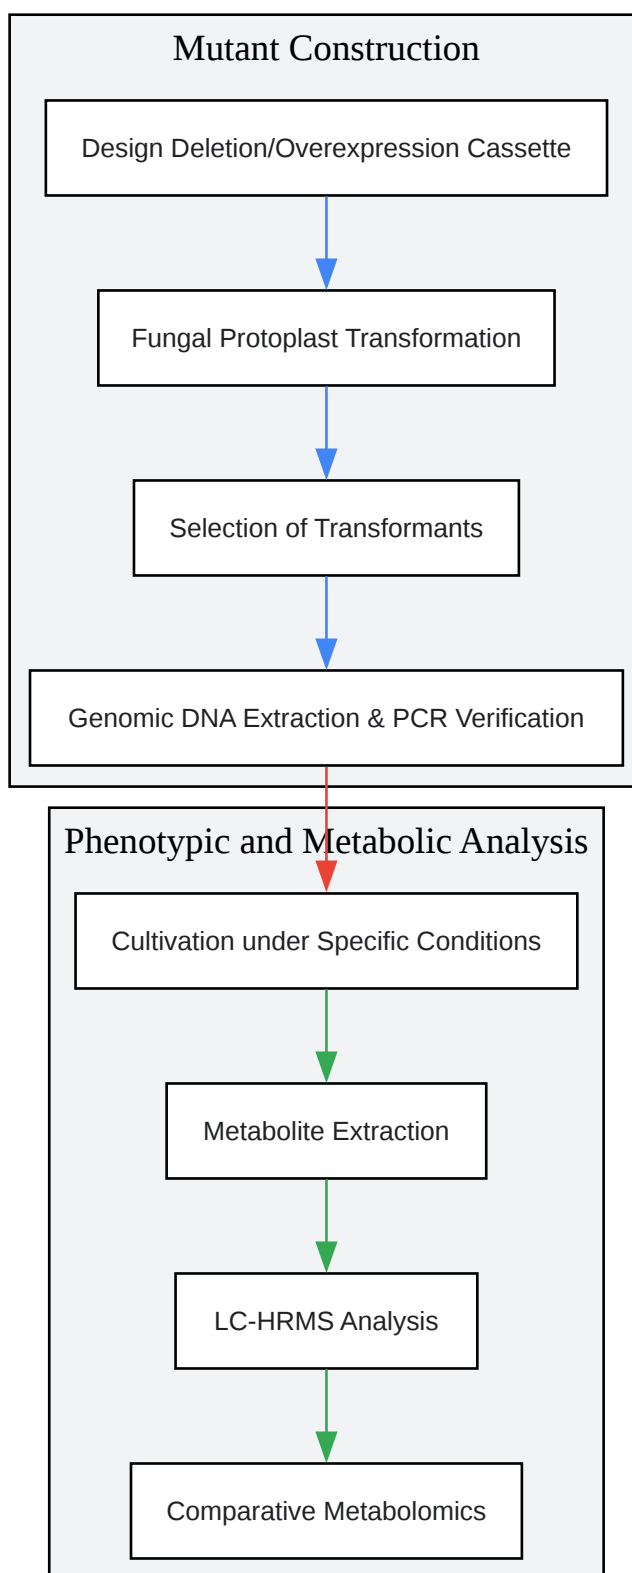 Mutant Construction
Design Deletion/Overexpression Cassette
Fungal Protoplast Transformation
Selection of Transformants
Genomic DNA Extraction & PCR Verification
Phenotypic and Metabolic Analysis
Cultivation under Specific Conditions
Metabolite Extraction
LC-HRMS Analysis
Comparative Metabolomics